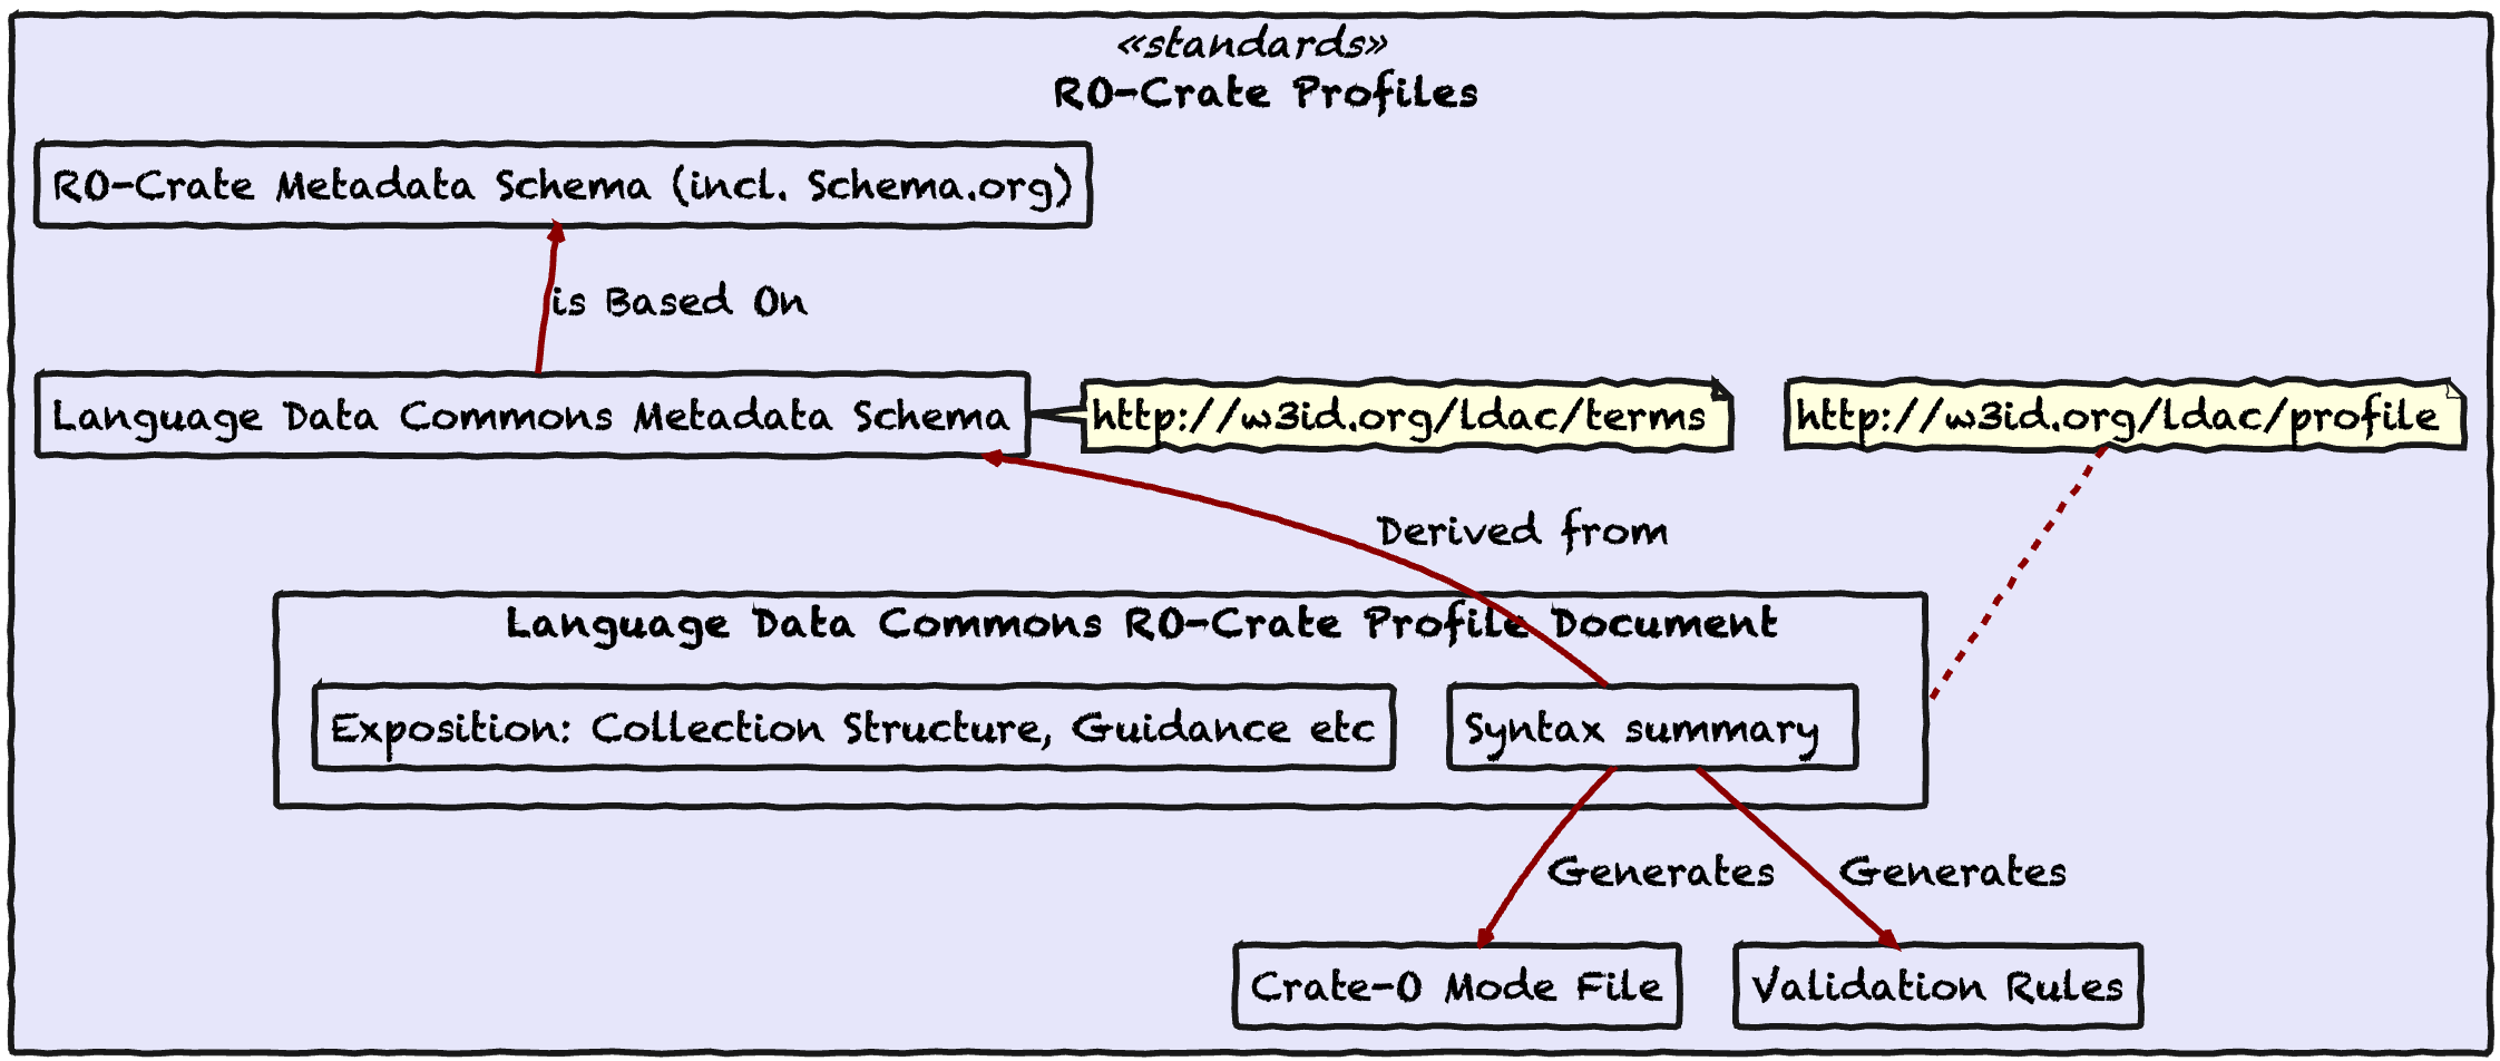 «standards»
RO-Crate Profiles
RO-Crate Metadata Schema (incl. Schema.org)
is Based On
Language Data Commons Metadata Schema
http://w3id.org/ldac/terms
http://w3id.org/ldac/profile
Derived from
Language Data Commons RO-Crate Profile Document
Exposition: Collection Structure, Guidance etc
Syntax summary
Generates
Generates
Crate-O Mode File
Validation Rules